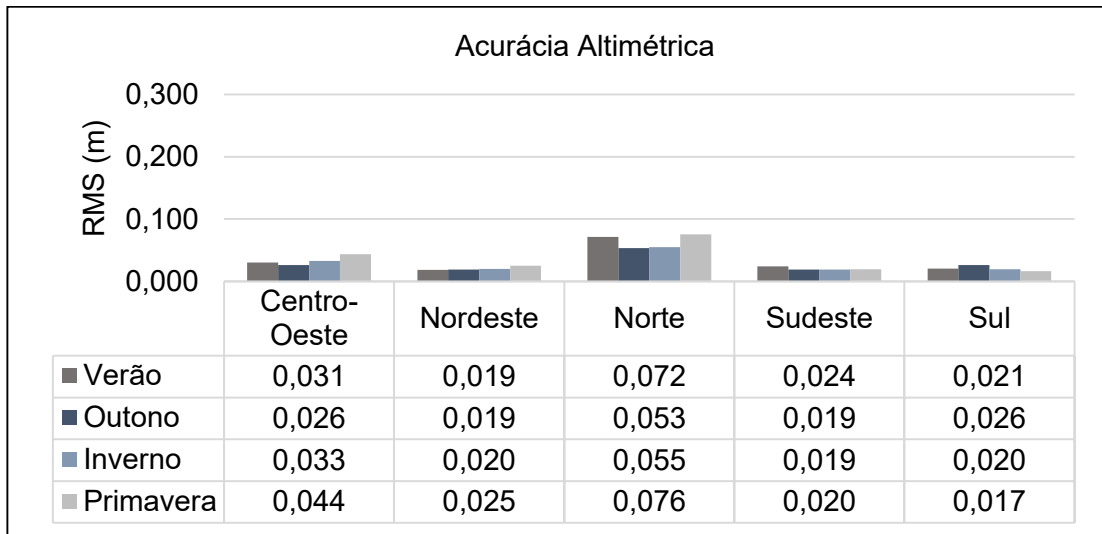 Acurácia Altimétrica
RMS (m)
0,300
0,200
0,100
0,000
Centro-
Oeste
Nordeste
Norte
Sudeste
Sul
Verão 0,031 0,019 0,072 0,024 0,021
Outono 0,026 0,019 0,053 0,019 0,026
Inverno 0,033 0,020 0,055 0,019 0,020
Primavera 0,044 0,025 0,076 0,020 0,017